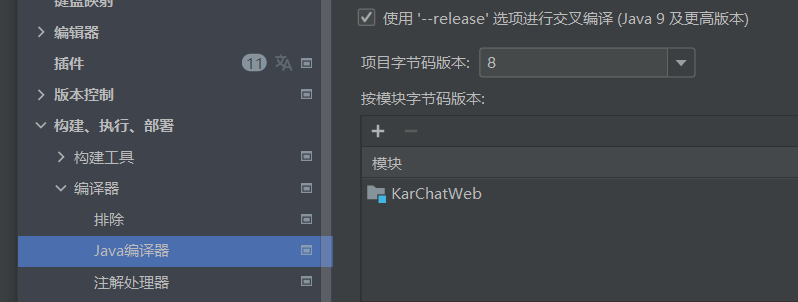 键盘映射
编辑器
插件 11
版本控制
构建、执行、部署
构建工具
编译器
排除
Java编译器
注解处理器
使用 '--release' 选项进行交叉编译 (Java 9 及更高版本)
项目字节码版本: 8
按模块字节码版本:
模块
KarChatWeb